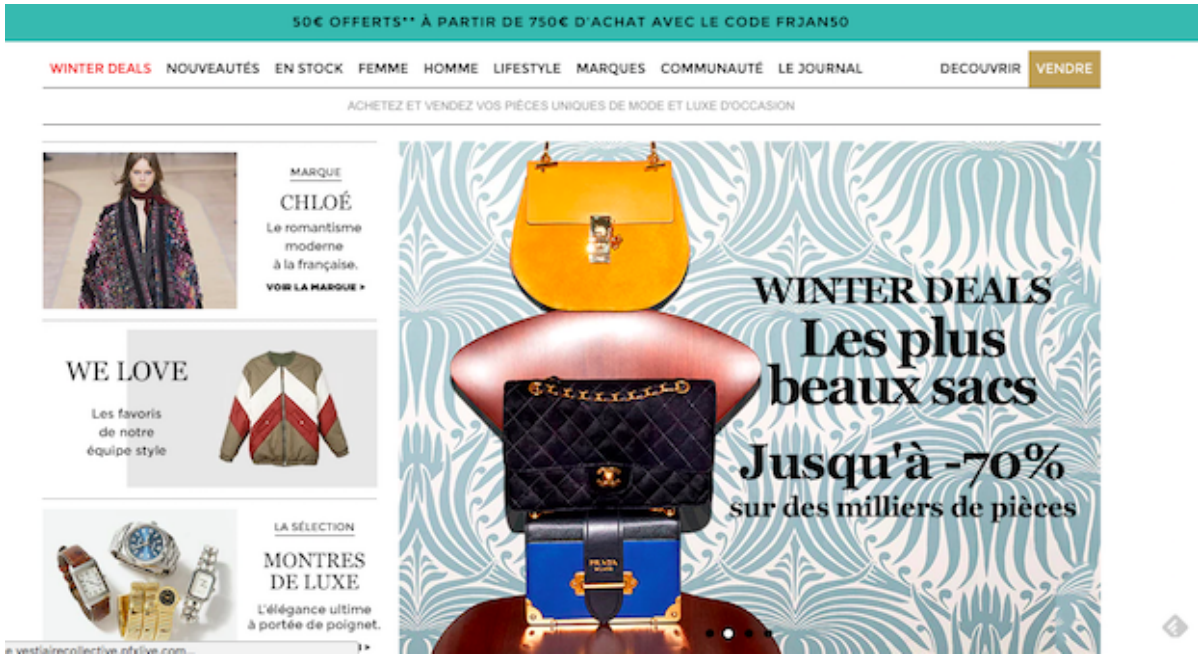 50€ OFFERTS** À PARTIR DE 750€ D'ACHAT AVEC LE CODE FRJAN50
WINTER DEALS NOUVEAUTÉS EN STOCK FEMME HOMME LIFESTYLE MARQUES COMMUNAUTÉ LE JOURNAL DECOUVRIR VENDRE
ACHETEZ ET VENDEZ VOS PIÈCES UNIQUES DE MODE ET LUXE D'OCCASION
MARQUE
CHLOÉ
Le romantisme
moderne
à la française.
VOIR LA MARQUE >
WE LOVE
Les favoris
de notre
équipe style
LA SÉLECTION
MONTRES
DE LUXE
L'élégance ultime
à portée de poignet.
WINTER DEALS
Les plus
beaux sacs
Jusqu'à -70%
sur des milliers de pièces
PRADA